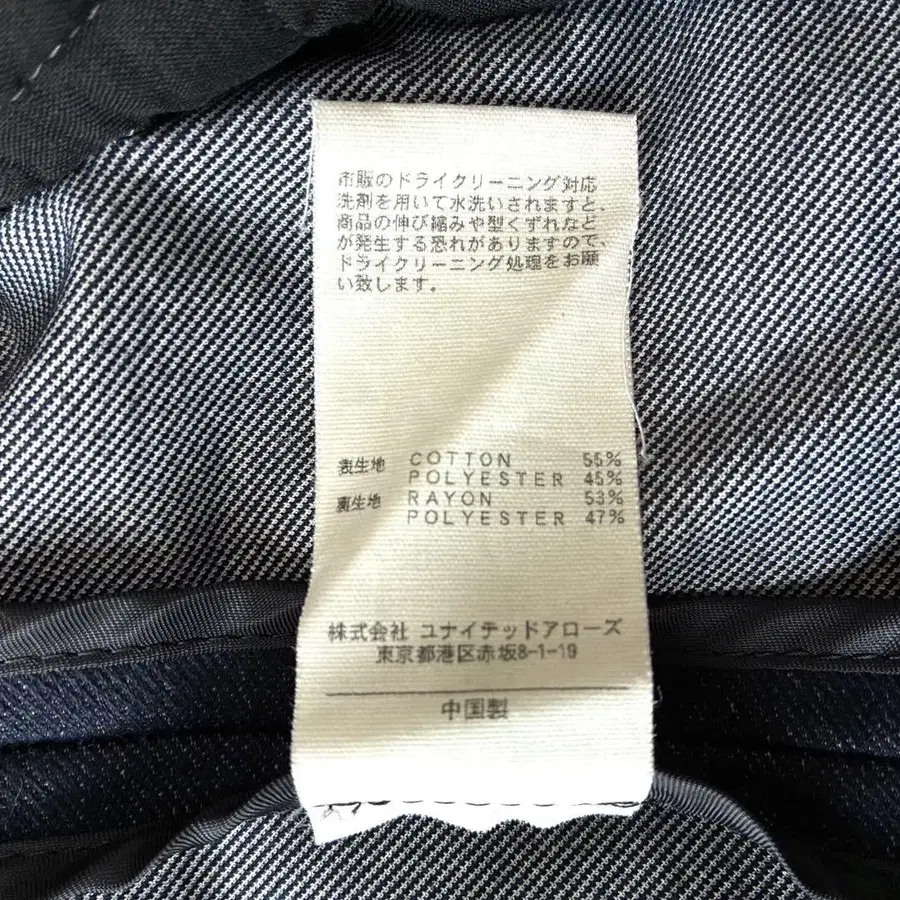 市販のドライクリーニング対応
洗剤を用いて水洗いされますと、
商品の伸び縮みや型くずれなど
が発生する恐れがありますので、
ドライクリーニング処理をお願
い致します。
表生地 COTTON 55%
POLYESTER 45%
裏生地 RAYON 53%
POLYESTER 47%
株式会社 ユナイテッドアローズ
東京都港区赤坂8-1-19
中国製